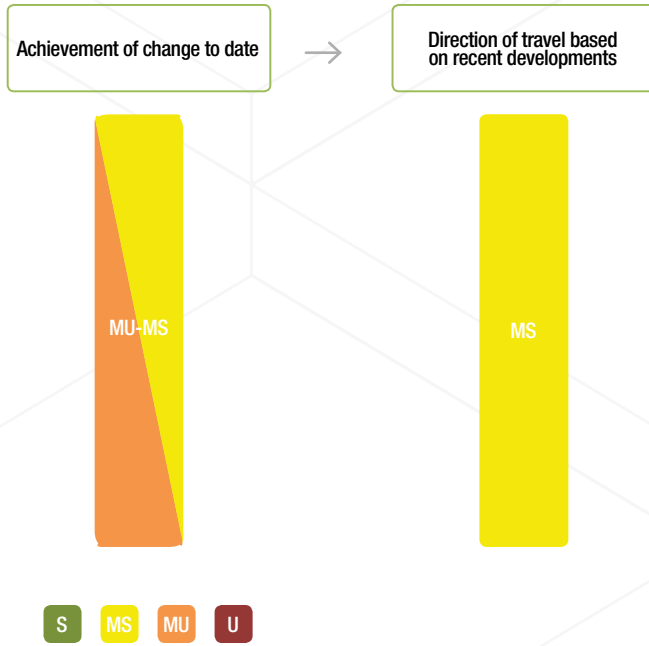 Achievement of change to date
Direction of travel based
on recent developments
MU-MS
MS
S MS MU U